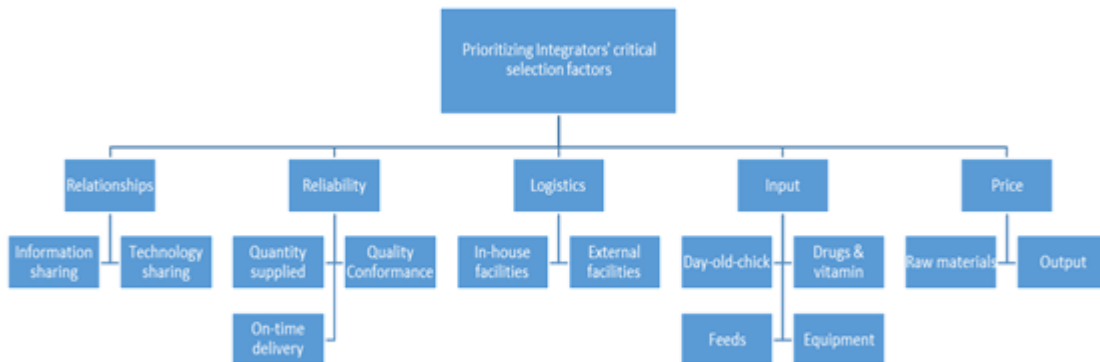 Prioritizing Integrators' critical
selection factors
Relationships
Reliability
Logistics
Input
Price
Information
sharing
Technology
sharing
Quantity
supplied
Quality
Conformance
In-house
facilities
External
facilities
Day-old-chick
Drugs &
vitamin
Raw materials
Output
On-time
delivery
Feeds
Equipment